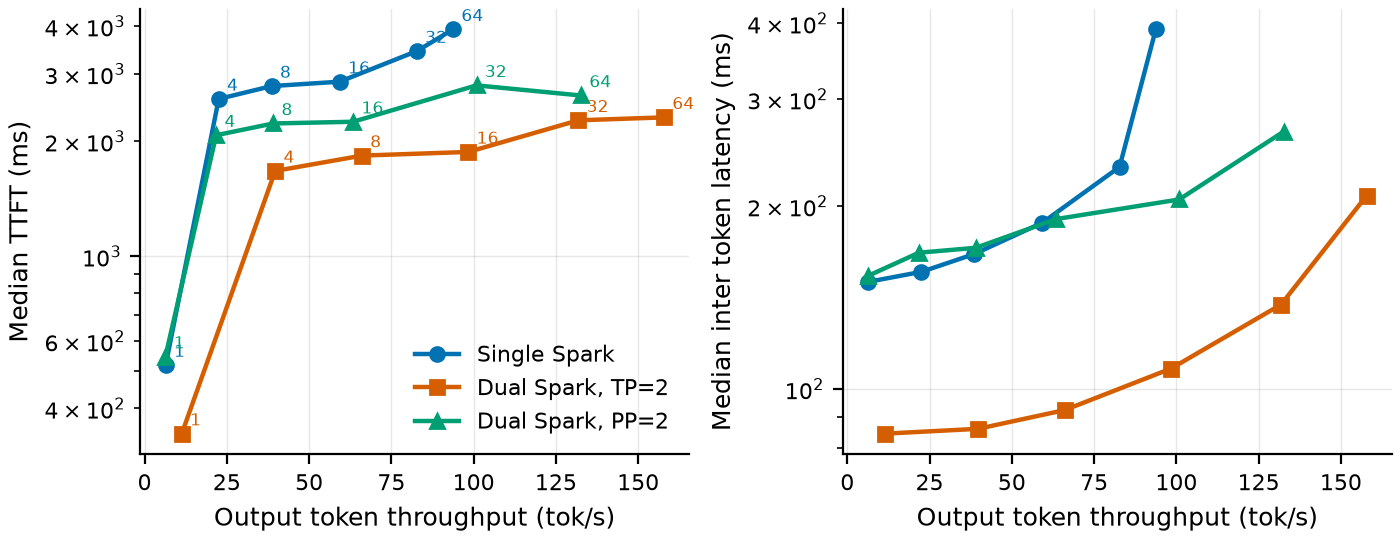 Median TTFT (ms)
4 × 10³
3 × 10³
2 × 10³
10³
6 × 10²
4 × 10²
64
32
16
8
4
1
32
64
16
8
4
1
64
32
16
8
4
1
Single Spark
Dual Spark, TP=2
Dual Spark, PP=2
0 25 50 75 100 125 150
Output token throughput (tok/s)
Median inter token latency (ms)
4 × 10²
3 × 10²
2 × 10²
10²
0 25 50 75 100 125 150
Output token throughput (tok/s)